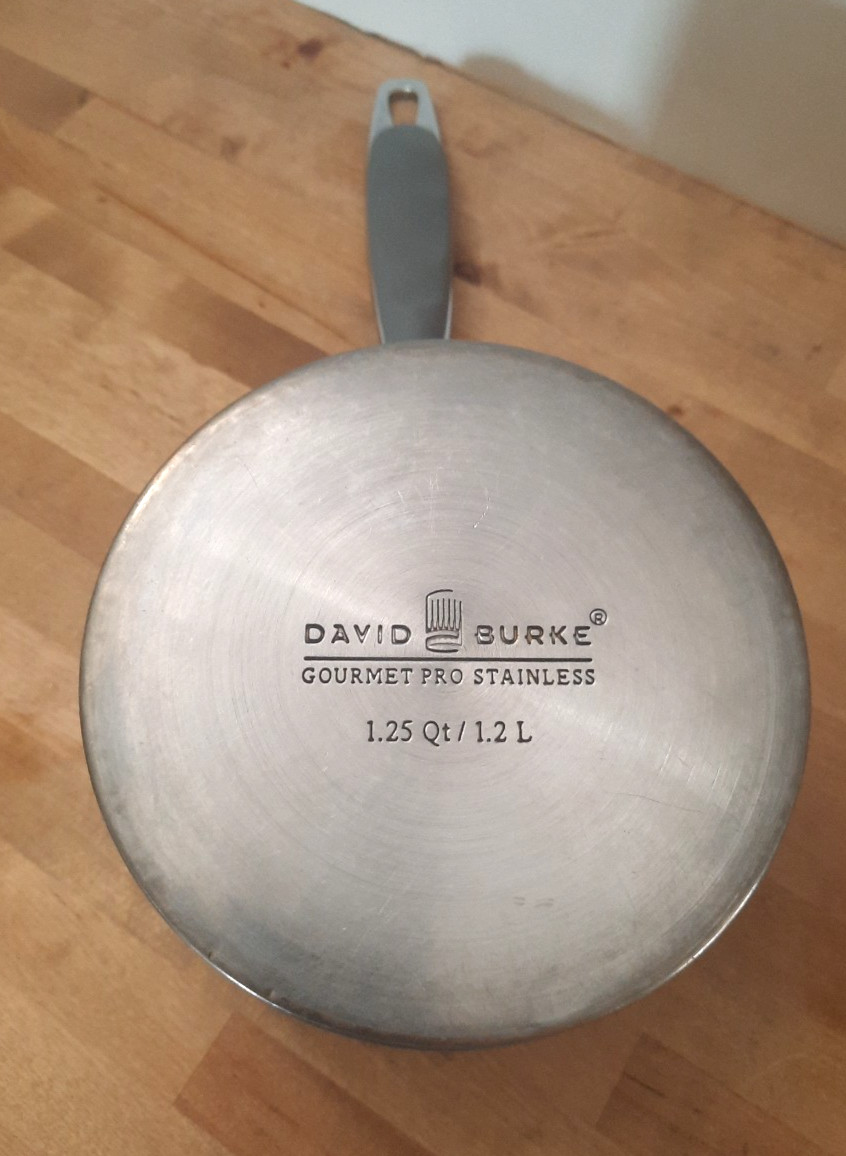 DAVID BURKE®
GOURMET PRO STAINLESS
1.25 Qt / 1.2 L